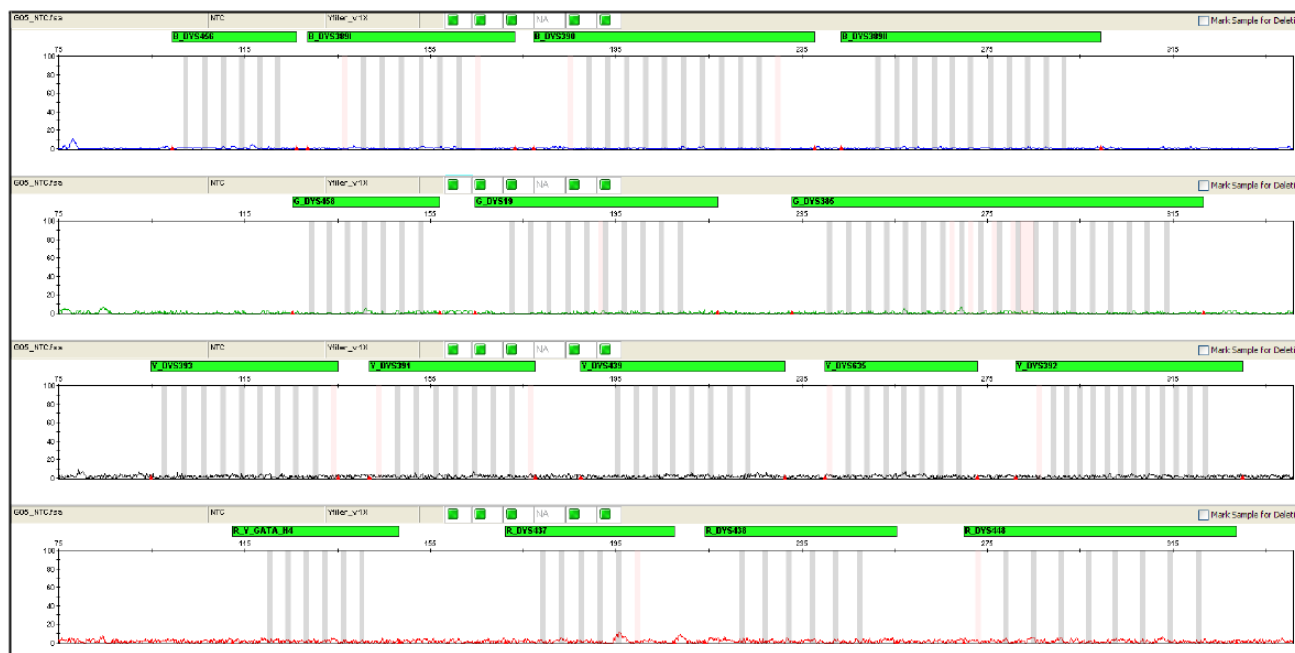 G05_NTC.fsa NTC Yfiler_v1X NA Mark Sample for Deleti
B_DYS456 B_DYS389I B_DYS390 B_DYS389II
75 115 155 195 235 275 315
100
80
60
40
20
0
G05_NTC.fsa NTC Yfiler_v1X NA Mark Sample for Deleti
G_DYS458 G_DYS19 G_DYS385
75 115 155 195 235 275 315
100
80
60
40
20
0
G05_NTC.fsa NTC Yfiler_v1X NA Mark Sample for Deleti
Y_DYS393 Y_DYS391 Y_DYS439 Y_DYS635 Y_DYS392
75 115 155 195 235 275 315
100
80
60
40
20
0
G05_NTC.fsa NTC Yfiler_v1X NA Mark Sample for Deleti
R_Y_GATA_H4 R_DYS437 R_DYS438 R_DYS448
75 115 155 195 235 275 315
100
80
60
40
20
0